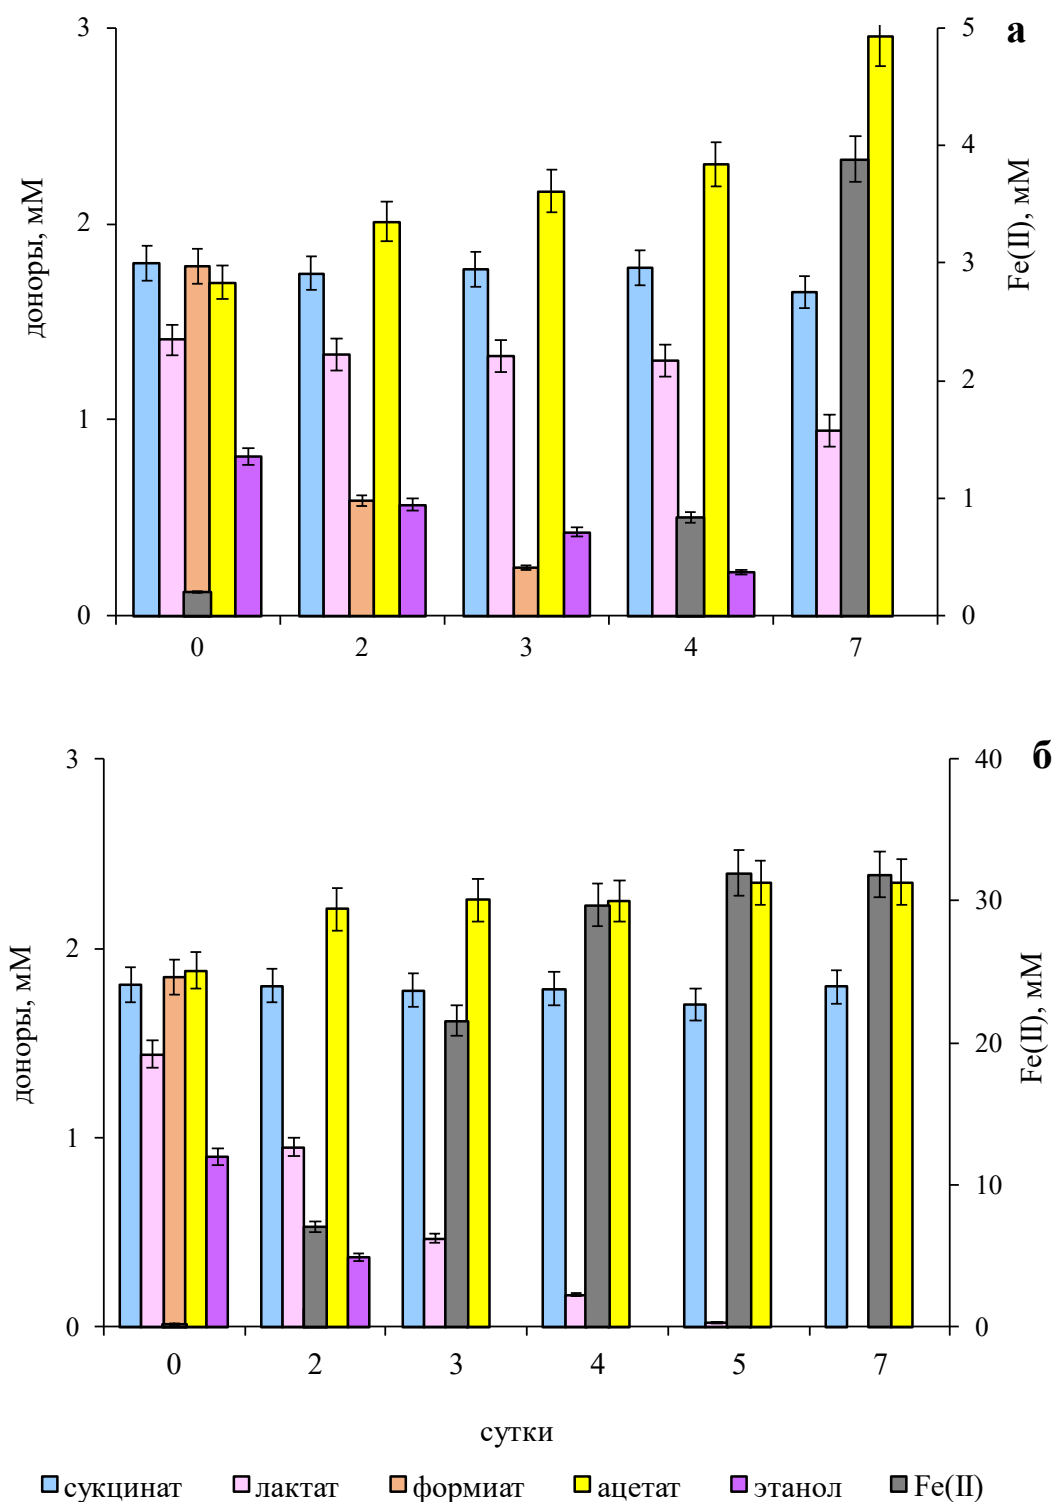 а
3
2
1
0
доноры, мМ
5
4
3
2
1
0
Fe(II), мМ
0 2 3 4 7
б
3
2
1
0
доноры, мМ
40
30
20
10
0
Fe(II), мМ
0 2 3 4 5 7
сутки
сукцинат лактат формиат ацетат этанол Fe(II)